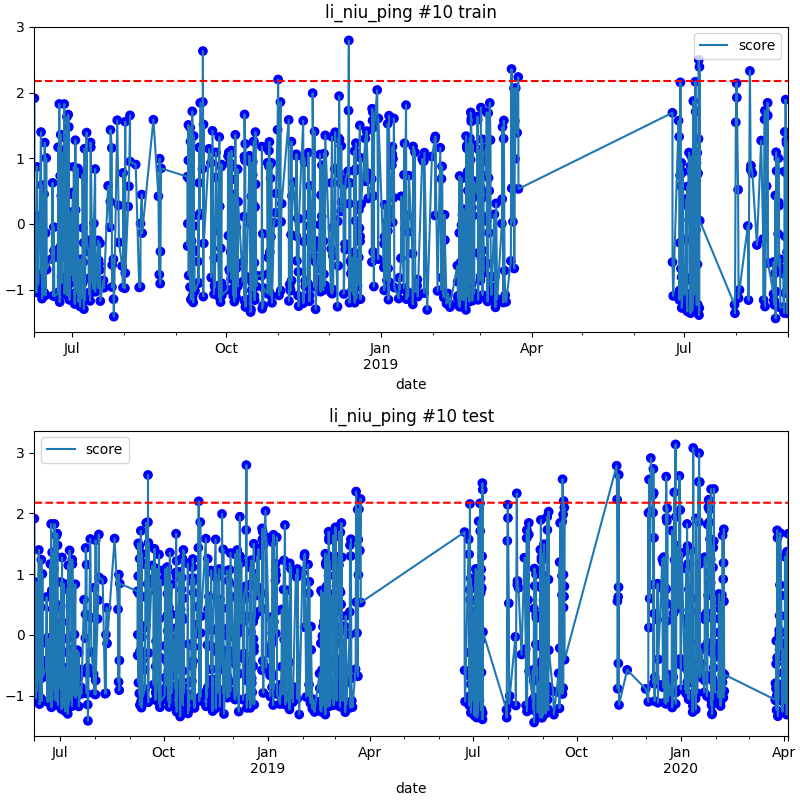 li_niu_ping #10 train
3
2
1
0
−1
score
Jul
Oct
Jan
2019
Apr
Jul
date
li_niu_ping #10 test
3
2
1
0
−1
score
Jul
Oct
Jan
2019
Apr
Jul
Oct
Jan
2020
Apr
date